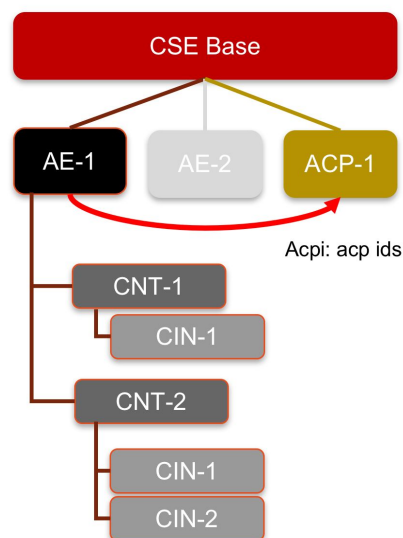 CSE Base
AE-1
AE-2
ACP-1
Acpi: acp ids
CNT-1
CIN-1
CNT-2
CIN-1
CIN-2